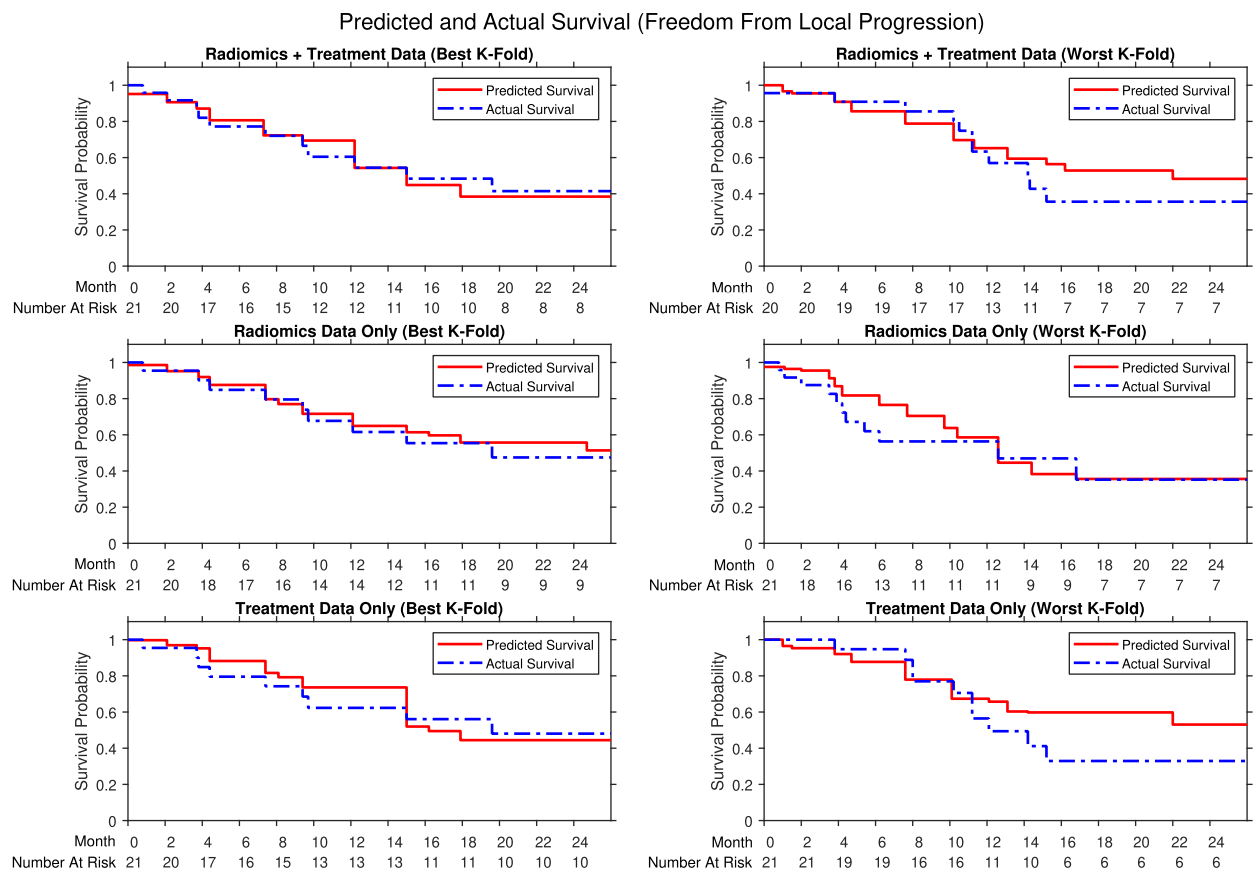 Predicted and Actual Survival (Freedom From Local Progression)
Radiomics + Treatment Data (Best K-Fold)
Survival Probability
1
0.8
0.6
0.4
0.2
0
Predicted Survival
Actual Survival
Month 0 2 4 6 8 10 12 14 16 18 20 22 24
Number At Risk 21 20 17 16 15 12 12 11 10 10 8 8 8
Radiomics + Treatment Data (Worst K-Fold)
Survival Probability
1
0.8
0.6
0.4
0.2
0
Predicted Survival
Actual Survival
Month 0 2 4 6 8 10 12 14 16 18 20 22 24
Number At Risk 20 20 19 19 17 17 13 11 7 7 7 7 7
Radiomics Data Only (Best K-Fold)
Survival Probability
1
0.8
0.6
0.4
0.2
0
Predicted Survival
Actual Survival
Month 0 2 4 6 8 10 12 14 16 18 20 22 24
Number At Risk 21 20 18 17 16 14 14 12 11 11 9 9 9
Radiomics Data Only (Worst K-Fold)
Survival Probability
1
0.8
0.6
0.4
0.2
0
Predicted Survival
Actual Survival
Month 0 2 4 6 8 10 12 14 16 18 20 22 24
Number At Risk 21 18 16 13 11 11 11 9 9 7 7 7 7
Treatment Data Only (Best K-Fold)
Survival Probability
1
0.8
0.6
0.4
0.2
0
Predicted Survival
Actual Survival
Month 0 2 4 6 8 10 12 14 16 18 20 22 24
Number At Risk 21 20 17 16 15 13 13 13 11 11 10 10 10
Treatment Data Only (Worst K-Fold)
Survival Probability
1
0.8
0.6
0.4
0.2
0
Predicted Survival
Actual Survival
Month 0 2 4 6 8 10 12 14 16 18 20 22 24
Number At Risk 21 21 19 19 16 16 11 10 6 6 6 6 6